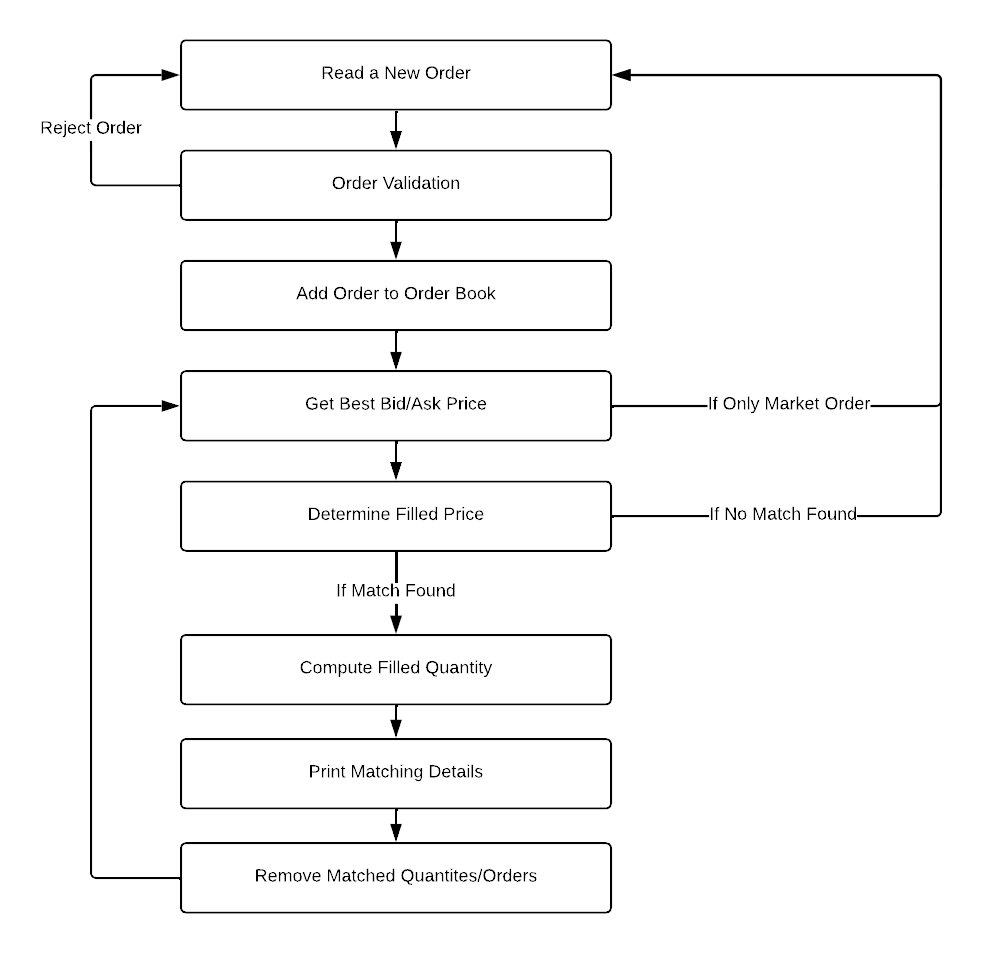 Read a New Order
Reject Order
Order Validation
Add Order to Order Book
Get Best Bid/Ask Price
If Only Market Order
Determine Filled Price
If No Match Found
If Match Found
Compute Filled Quantity
Print Matching Details
Remove Matched Quantites/Orders